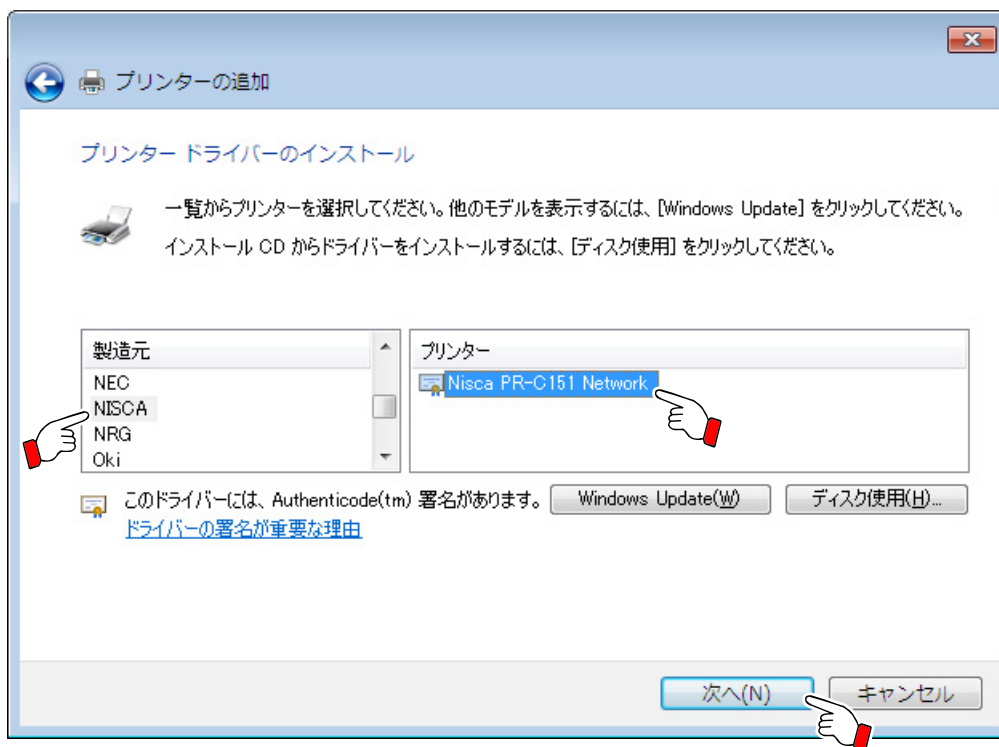 プリンターの追加
プリンター ドライバーのインストール
一覧からプリンターを選択してください。他のモデルを表示するには、[Windows Update] をクリックしてください。
インストール CD からドライバーをインストールするには、[ディスク使用] をクリックしてください。
製造元
NEC
NISCA
NRG
Oki
プリンター
Nisca PR-C151 Network
このドライバーには、Authenticode(tm) 署名があります。
Windows Update(W)
ディスク使用(H)...
ドライバーの署名が重要な理由
次へ(N)
キャンセル